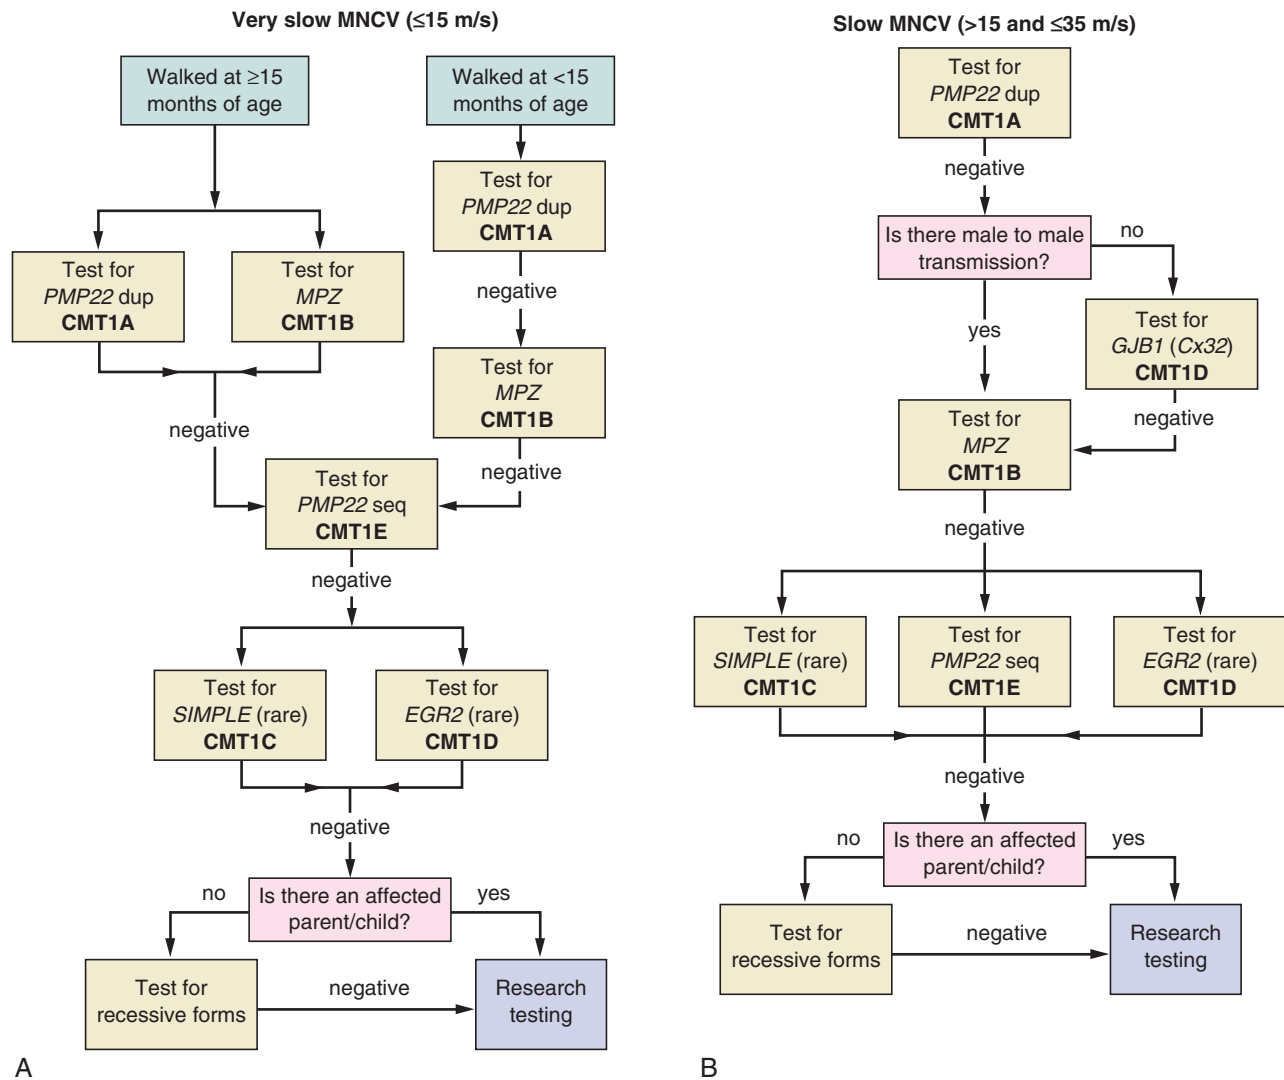 Very slow MNCV (≤15 m/s)
Walked at ≥15
months of age
Walked at <15
months of age
Test for
PMP22 dup
CMT1A
negative
Test for
PMP22 dup
CMT1A
Test for
MPZ
CMT1B
Test for
MPZ
CMT1B
negative
negative
Test for
PMP22 seq
CMT1E
negative
Test for
SIMPLE (rare)
CMT1C
Test for
EGR2 (rare)
CMT1D
negative
Is there an affected
parent/child?
no
yes
Test for
recessive forms
negative
Research
testing
A
Slow MNCV (>15 and ≤35 m/s)
Test for
PMP22 dup
CMT1A
negative
Is there male to male
transmission?
no
yes
Test for
GJB1 (Cx32)
CMT1D
negative
Test for
MPZ
CMT1B
negative
Test for
SIMPLE (rare)
CMT1C
Test for
PMP22 seq
CMT1E
Test for
EGR2 (rare)
CMT1D
negative
Is there an affected
parent/child?
no
yes
Test for
recessive forms
negative
Research
testing
B